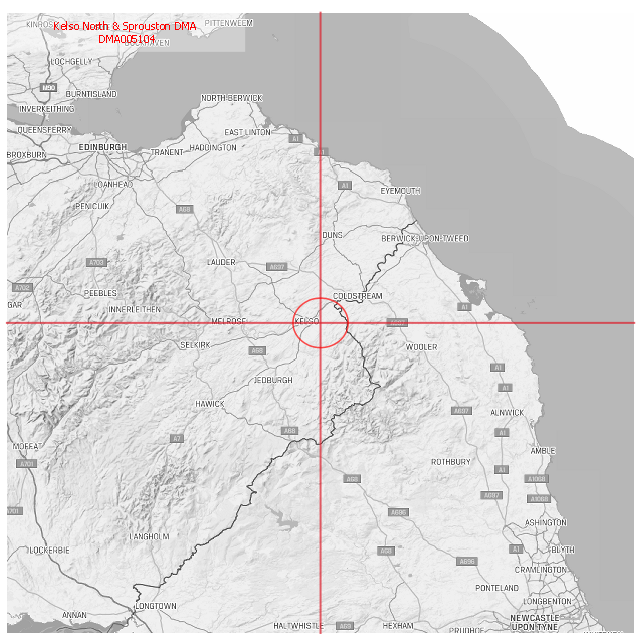 PITTENWEEM
KINROSS
Kelso North & Sprouston DMA
DMA005104
LOCHGELLY
M90
BURNTISLAND
INVERKEITHING
NORTH BERWICK
QUEENSFERRY
EAST LINTON
A1
EDINBURGH
HADDINGTON
TRANENT
BROXBURN
A1
LOANHEAD
A1
EYEMOUTH
PENICUIK
A68
DUNS
BERWICK-UPON-TWEED
A703
LAUDER
A697
A702
PEEBLES
COLDSTREAM
GAR
INNERLEITHEN
A1
MELROSE
KELSO
A697
SELKIRK
A68
WOOLER
A1
JEDBURGH
A1
HAWICK
A697
ALNWICK
A68
A1
A7
MOFFAT
AMBLE
A701
ROTHBURY
A1
A68
A1068
A697
A1068
A701
A696
ASHINGTON
LANGHOLM
LOCKERBIE
A68
A1
BLYTH
A696
CRAMLINGTON
PONTELAND
LONGTOWN
LONGBENTON
ANNAN
NEWCASTLE
UPON TYNE
HALTWHISTLE
A69
HEXHAM
PRUDHOE